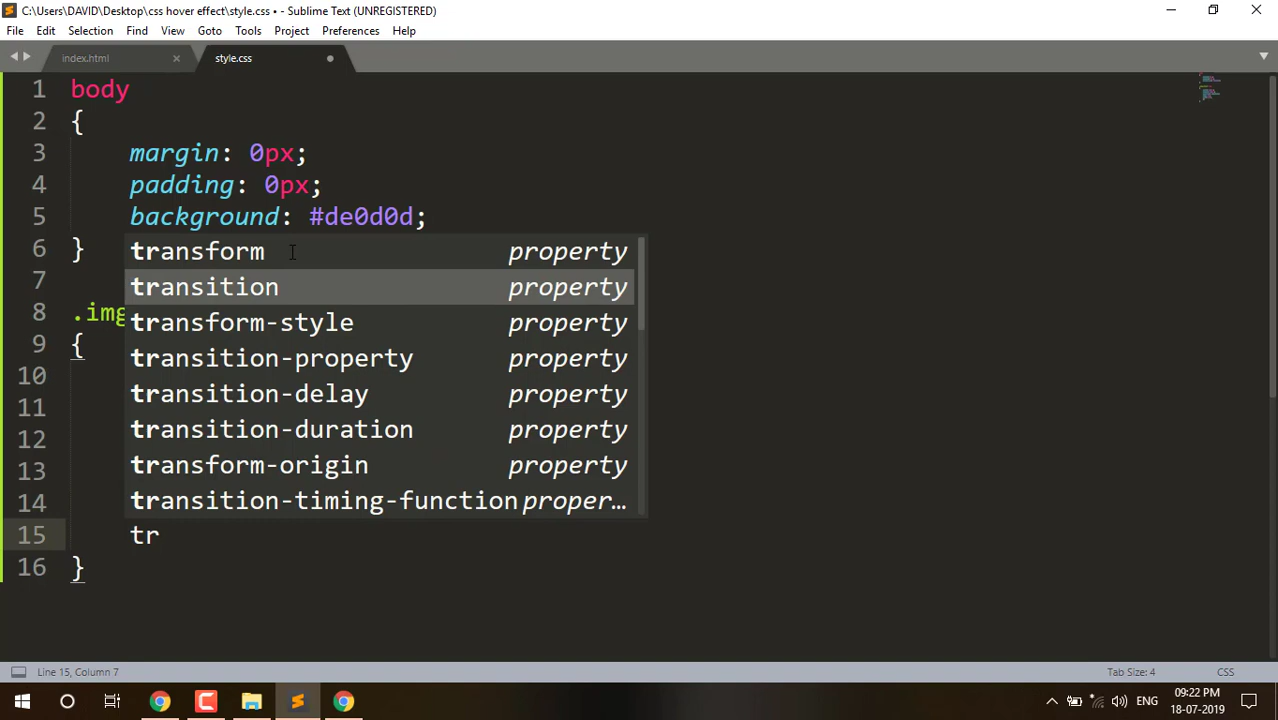 C:\Users\DAVID\Desktop\css hover effect\style.css • - Sublime Text (UNREGISTERED)
File Edit Selection Find View Goto Tools Project Preferences Help
index.html style.css
1 body
2 {
3 margin: 0px;
4 padding: 0px;
5 background: #de0d0d;
6 }
7
8 .img
9 {
10
11
12
13
14
15 tr
16 }
transform property
transition property
transform-style property
transition-property property
transition-delay property
transition-duration property
transform-origin property
transition-timing-function proper…
Line 15, Column 7 Tab Size: 4 CSS
ENG 09:22 PM
18-07-2019